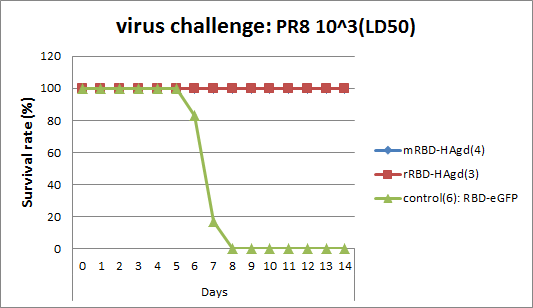 virus challenge: PR8 10^3(LD50)
Survival rate (%)
120
100
80
60
40
20
0
0 1 2 3 4 5 6 7 8 9 10 11 12 13 14
Days
mRBD-HAgd(4)
rRBD-HAgd(3)
control(6): RBD-eGFP